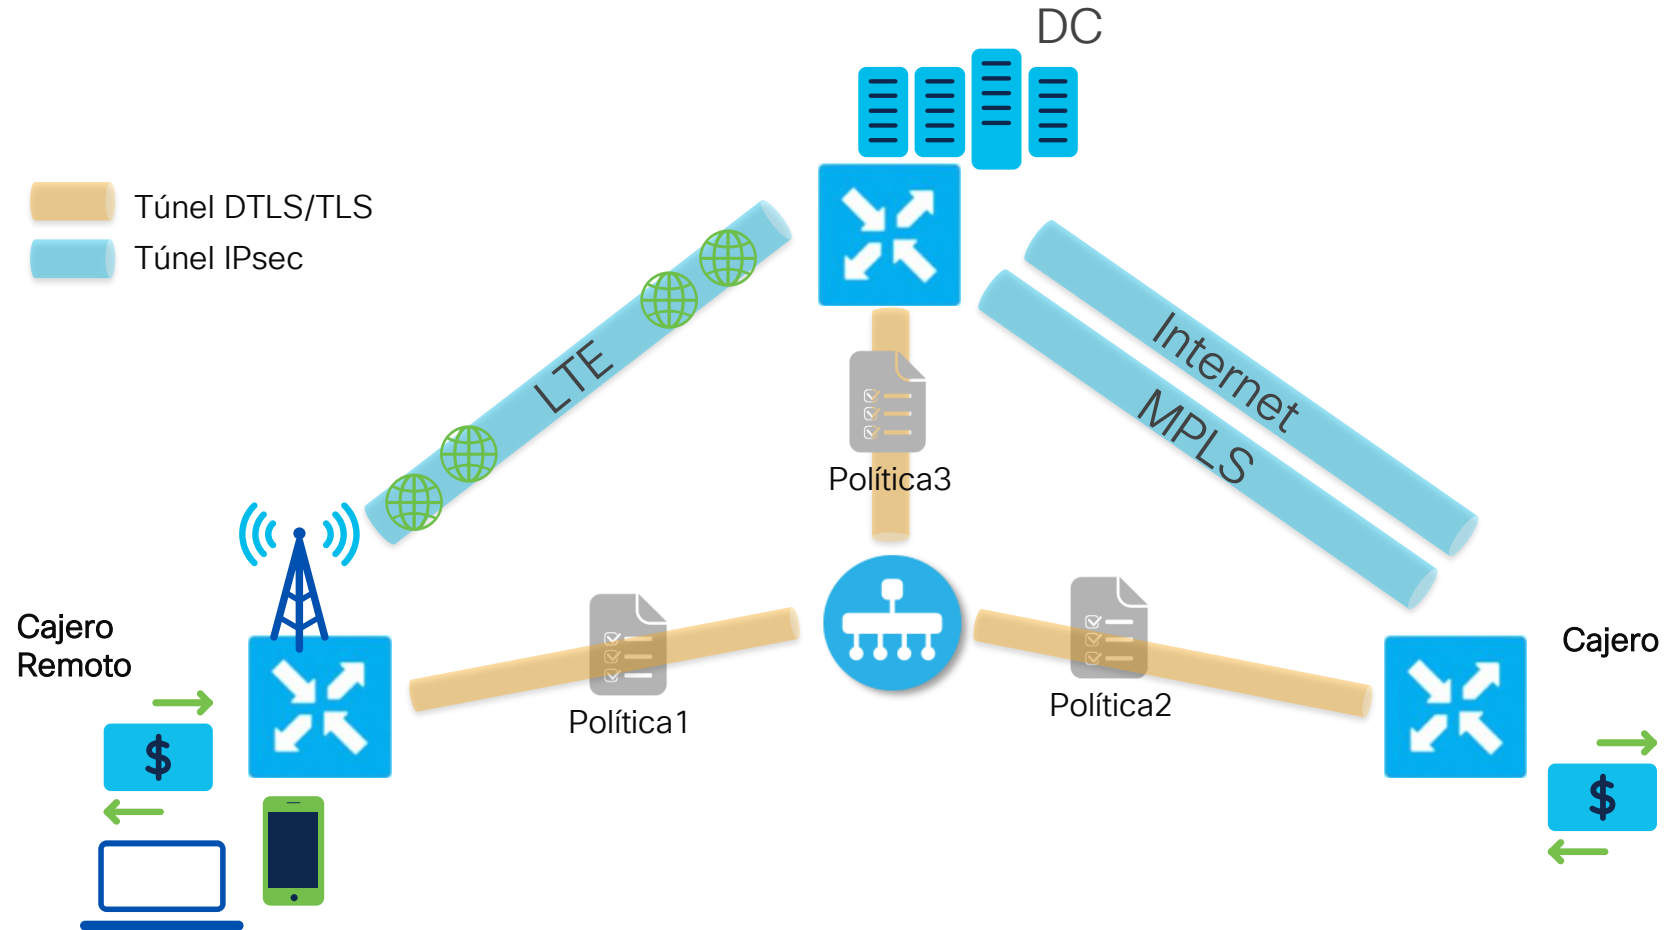 DC
Túnel DTLS/TLS
Túnel IPsec
LTE
Internet
MPLS
Política3
Cajero
Remoto
Cajero
Política1
Política2
$
$